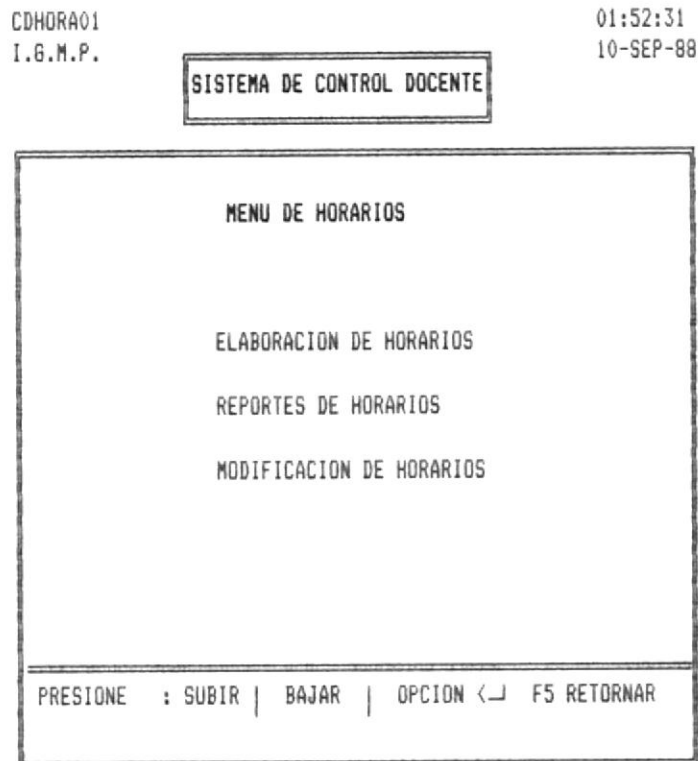 CDHORA01 01:52:31
I.G.M.P. 10-SEP-88
SISTEMA DE CONTROL DOCENTE
MENU DE HORARIOS
ELABORACION DE HORARIOS
REPORTES DE HORARIOS
MODIFICACION DE HORARIOS
PRESIONE : SUBIR | BAJAR | OPCION <┘ F5 RETORNAR